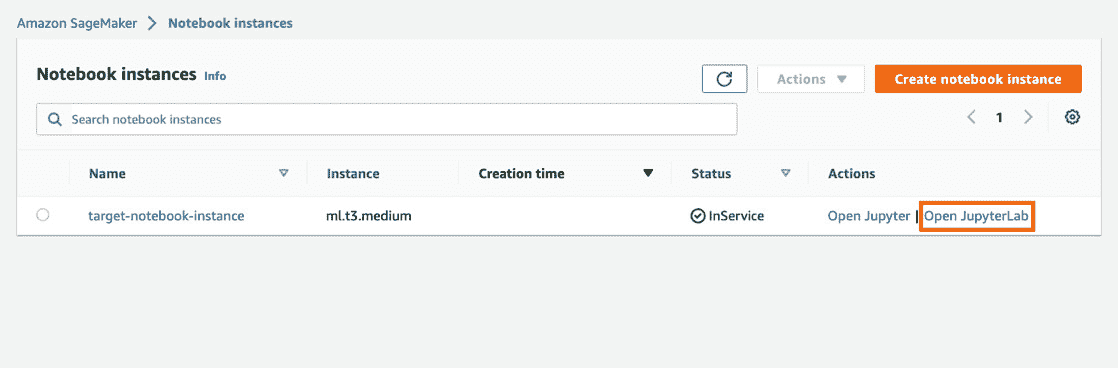 Amazon SageMaker > Notebook instances
Notebook instances Info
Actions
Create notebook instance
Search notebook instances
1
Name Instance Creation time Status Actions
target-notebook-instance ml.t3.medium InService Open Jupyter | Open JupyterLab